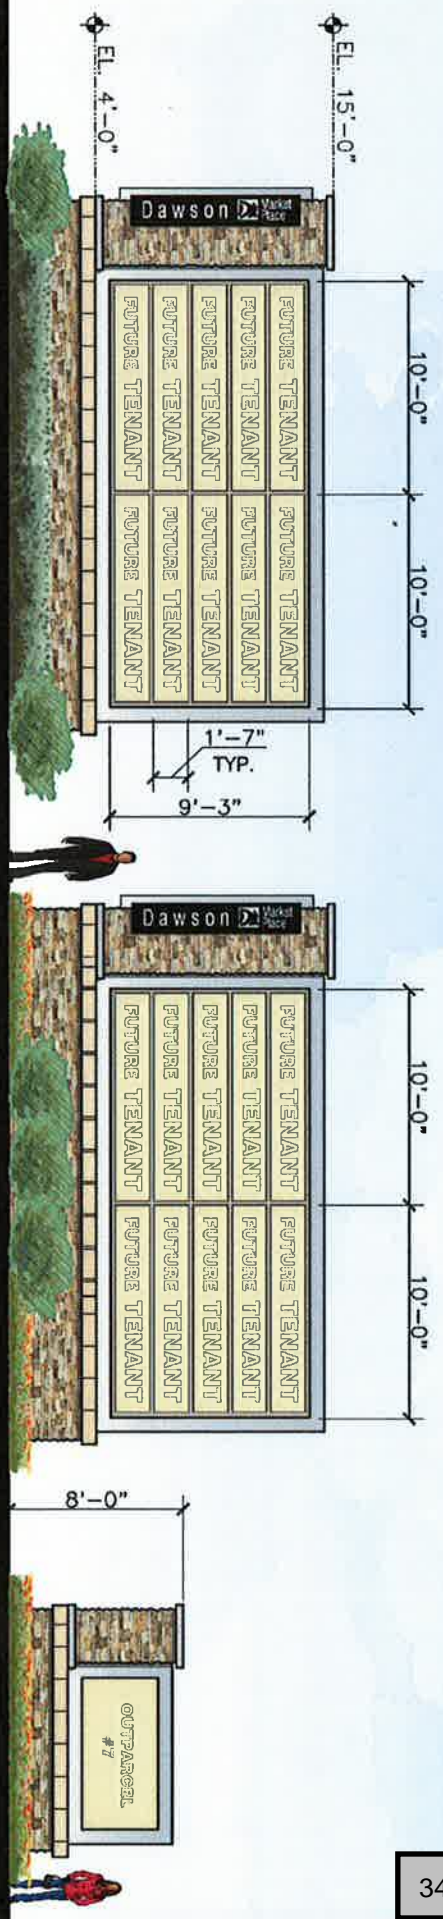 EL. 15'-0"
EL. 4'-0"
10'-0"
10'-0"
Dawson Market Place
FUTURE TENANT FUTURE TENANT
FUTURE TENANT FUTURE TENANT
FUTURE TENANT FUTURE TENANT
FUTURE TENANT FUTURE TENANT
FUTURE TENANT FUTURE TENANT
1'-7"
TYP.
9'-3"
10'-0"
10'-0"
Dawson Market Place
FUTURE TENANT FUTURE TENANT
FUTURE TENANT FUTURE TENANT
FUTURE TENANT FUTURE TENANT
FUTURE TENANT FUTURE TENANT
FUTURE TENANT FUTURE TENANT
8'-0"
OUTPARCEL
#7
34